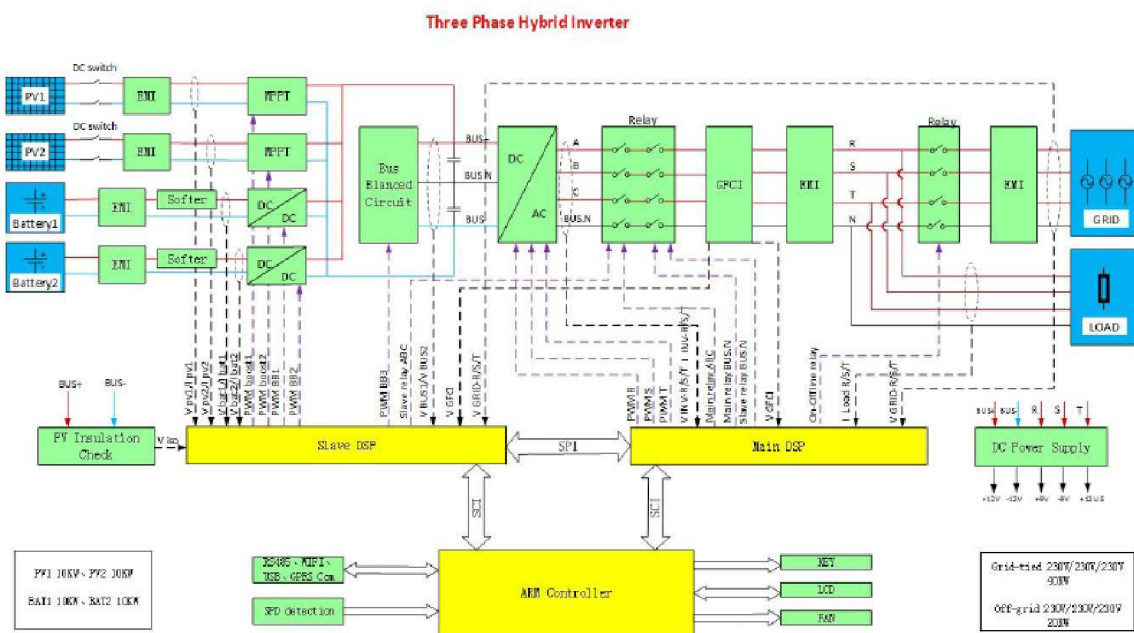 Three Phase Hybrid Inverter
DC switch
PV1
EMI
MPPT
DC switch
PV2
EMI
MPPT
Battery1
EMI
Softer
DC
DC
Battery2
EMI
Softer
DC
DC
Bus
Blanced
Circuit
BUS+
BUS.N
BUS-
DC
AC
A
B
C
BUS.N
Relay
GFCI
EMI
R
S
T
N
Relay
EMI
GRID
LOAD
V pv1/I pv1
V pv2/I pv2
V bat1/I bat1
V bat2/I bat2
PWM boost1
PWM boost2
PWM BB1
PWM BB2
PWM BB3
Slave relay ABC
V BUS1/V BUS2
V GFCI
V GRID-R/S/T
PWM R
PWM S
PWM T
V INV-R/S/T I INV-R/S/T
Main relay ABC
Main relay BUS.N
Slave relay BUS.N
V GFCI
On-Offline relay
I Load R/S/T
V GRID-R/S/T
BUS+
BUS-
PV Insulation
Check
V iso
Slave DSP
SPI
Main DSP
BUS+
BUS-
R
S
T
DC Power Supply
+12V
-12V
+9V
-9V
+12V.S
SCI
SCI
PV1 10KW、PV2 10KW
BAT1 10KW、BAT2 10KW
RS485、WIFI、
USB、GPRS Com.
SPD detection
ARM Controller
KEY
LCD
FAN
Grid-tied 230V/230V/230V
Off-grid 230V/230V/230V
20KW